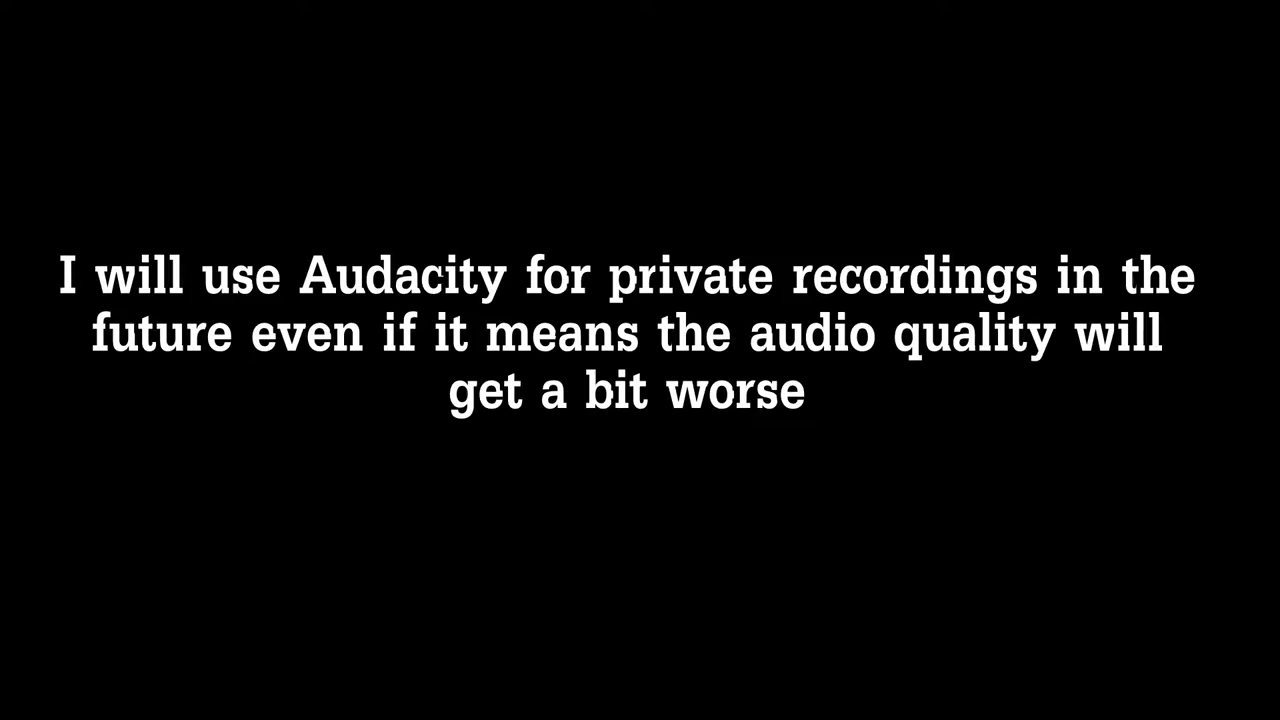 I will use Audacity for private recordings in the
future even if it means the audio quality will
get a bit worse